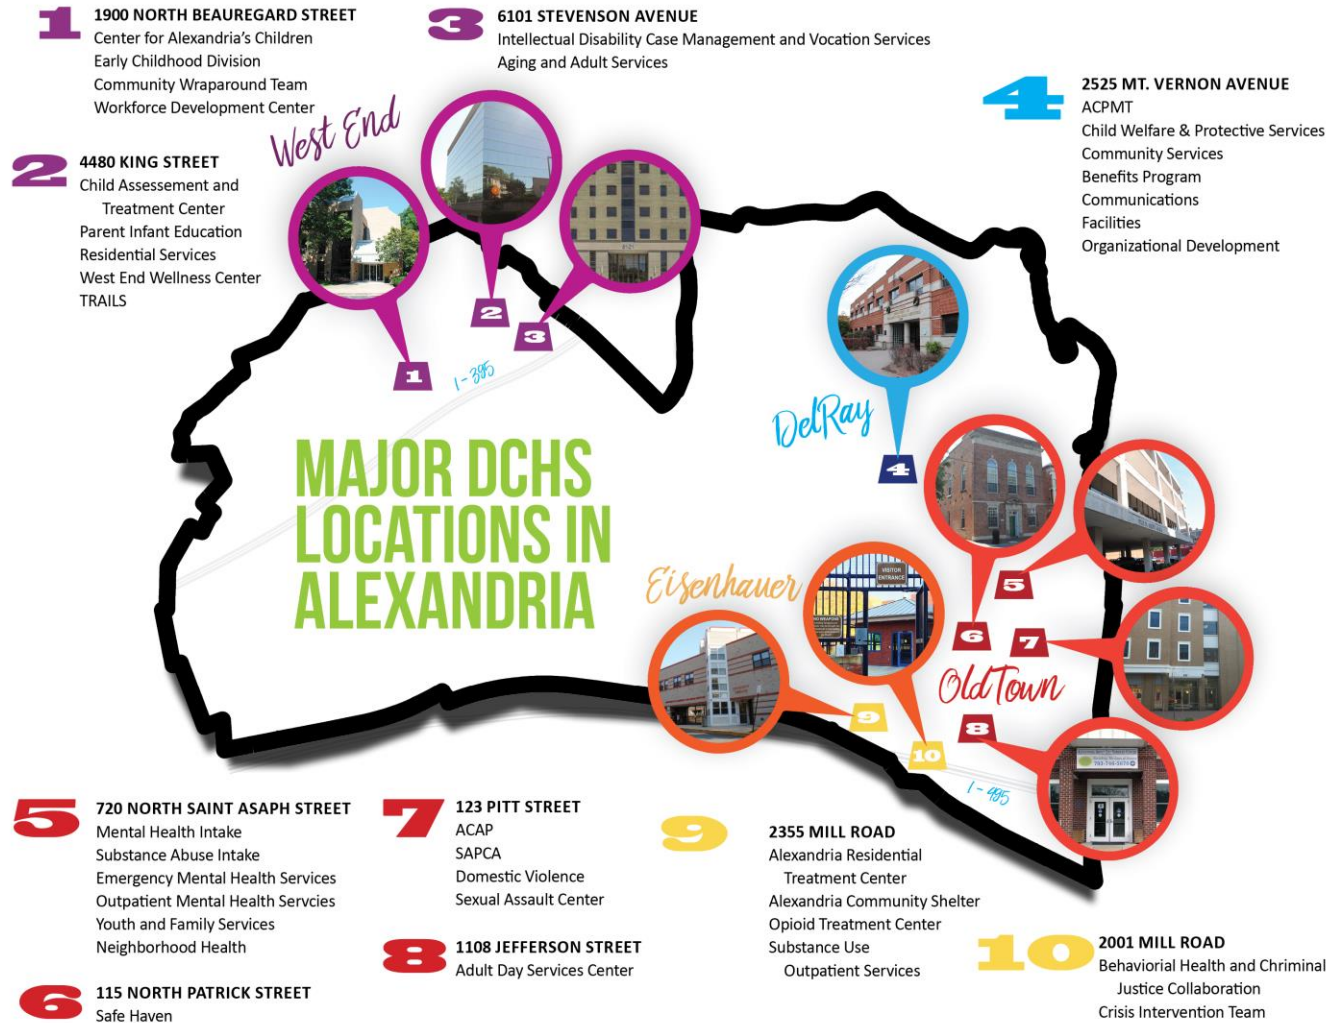 1
1900 NORTH BEAUREGARD STREET
Center for Alexandria's Children
Early Childhood Division
Community Wraparound Team
Workforce Development Center
2
4480 KING STREET
Child Assessment and
Treatment Center
Parent Infant Education
Residential Services
West End Wellness Center
TRAILS
3
6101 STEVENSON AVENUE
Intellectual Disability Case Management and Vocation Services
Aging and Adult Services
4
2525 MT. VERNON AVENUE
ACPMT
Child Welfare & Protective Services
Community Services
Benefits Program
Communications
Facilities
Organizational Development
West End
2
3
1
I-395
DelRay
4
MAJOR DCHS
LOCATIONS IN
ALEXANDRIA
Eisenhauer
VISITOR
ENTRANCE
5
6
7
Old Town
9
8
10
I-495
5
720 NORTH SAINT ASAPH STREET
Mental Health Intake
Substance Abuse Intake
Emergency Mental Health Services
Outpatient Mental Health Servcies
Youth and Family Services
Neighborhood Health
6
115 NORTH PATRICK STREET
Safe Haven
7
123 PITT STREET
ACAP
SAPCA
Domestic Violence
Sexual Assault Center
8
1108 JEFFERSON STREET
Adult Day Services Center
9
2355 MILL ROAD
Alexandria Residential
Treatment Center
Alexandria Community Shelter
Opioid Treatment Center
Substance Use
Outpatient Services
10
2001 MILL ROAD
Behaviorial Health and Chriminal
Justice Collaboration
Crisis Intervention Team